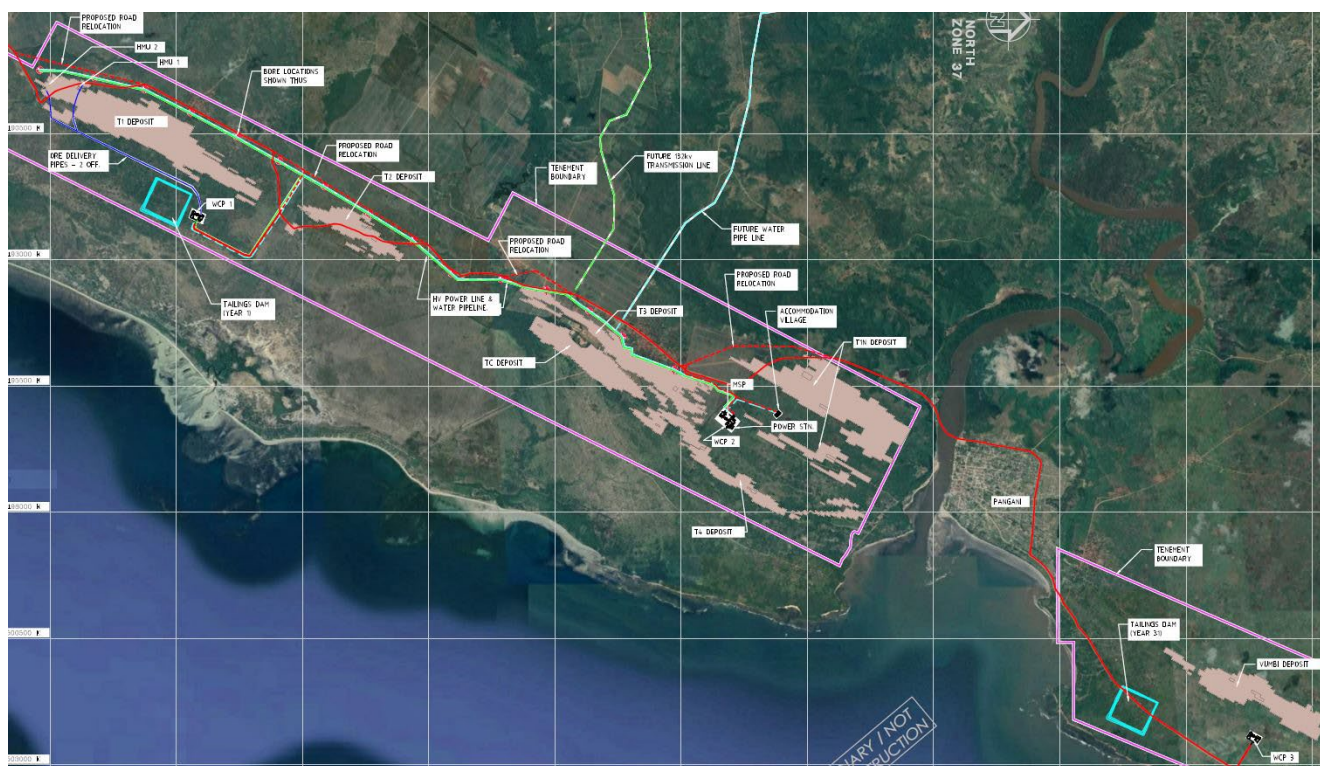 PROPOSED ROAD
RELOCATION
HMU 2
HMU 1
BORE LOCATIONS
SHOWN THUS
NORTH
ZONE 37
T1 DEPOSIT
ORE DELIVERY
PIPES - 2 OFF.
PROPOSED ROAD
RELOCATION
TENEMENT
BOUNDARY
FUTURE 132kv
TRANSMISSION LINE
T2 DEPOSIT
WCP 1
FUTURE WATER
PIPE LINE
PROPOSED ROAD
RELOCATION
PROPOSED ROAD
RELOCATION
TAILINGS DAM
(YEAR 1)
HV POWER LINE &
WATER PIPELINE.
T3 DEPOSIT
ACCOMMODATION
VILLAGE
TC DEPOSIT
T1N DEPOSIT
MSP
POWER STN.
WCP 2
PANGANI
T4 DEPOSIT
TENEMENT
BOUNDARY
TAILINGS DAM
(YEAR 31)
VUMBI DEPOSIT
WCP 3